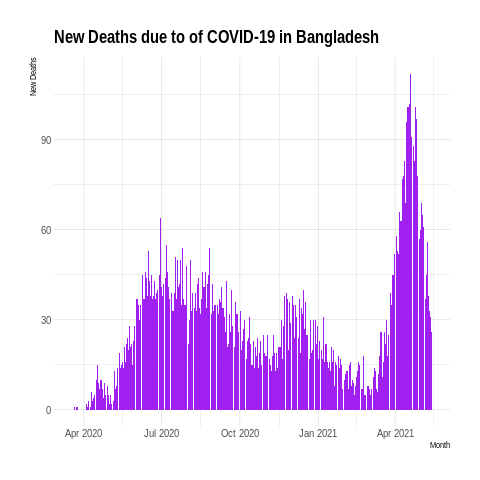 New Deaths due to of COVID-19 in Bangladesh
New Deaths
90
60
30
0
Apr 2020 Jul 2020 Oct 2020 Jan 2021 Apr 2021
Month